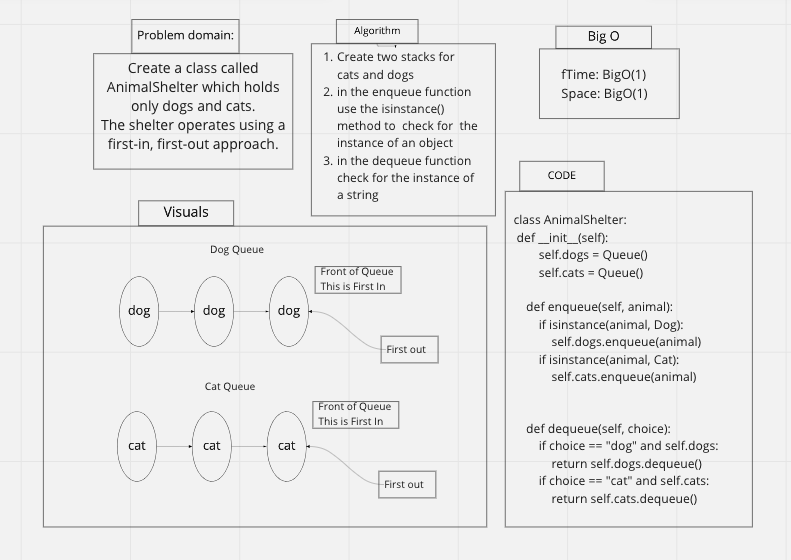 Problem domain:
Create a class called
AnimalShelter which holds
only dogs and cats.
The shelter operates using a
first-in, first-out approach.
Algorithm
1. Create two stacks for
cats and dogs
2. in the enqueue function
use the isinstance()
method to check for the
instance of an object
3. in the dequeue function
check for the instance of
a string
Big O
fTime: BigO(1)
Space: BigO(1)
Visuals
Dog Queue
Front of Queue
This is First In
dog dog dog
First out
Cat Queue
Front of Queue
This is First In
cat cat cat
First out
CODE
class AnimalShelter:
def __init__(self):
self.dogs = Queue()
self.cats = Queue()
def enqueue(self, animal):
if isinstance(animal, Dog):
self.dogs.enqueue(animal)
if isinstance(animal, Cat):
self.cats.enqueue(animal)
def dequeue(self, choice):
if choice == "dog" and self.dogs:
return self.dogs.dequeue()
if choice == "cat" and self.cats:
return self.cats.dequeue()